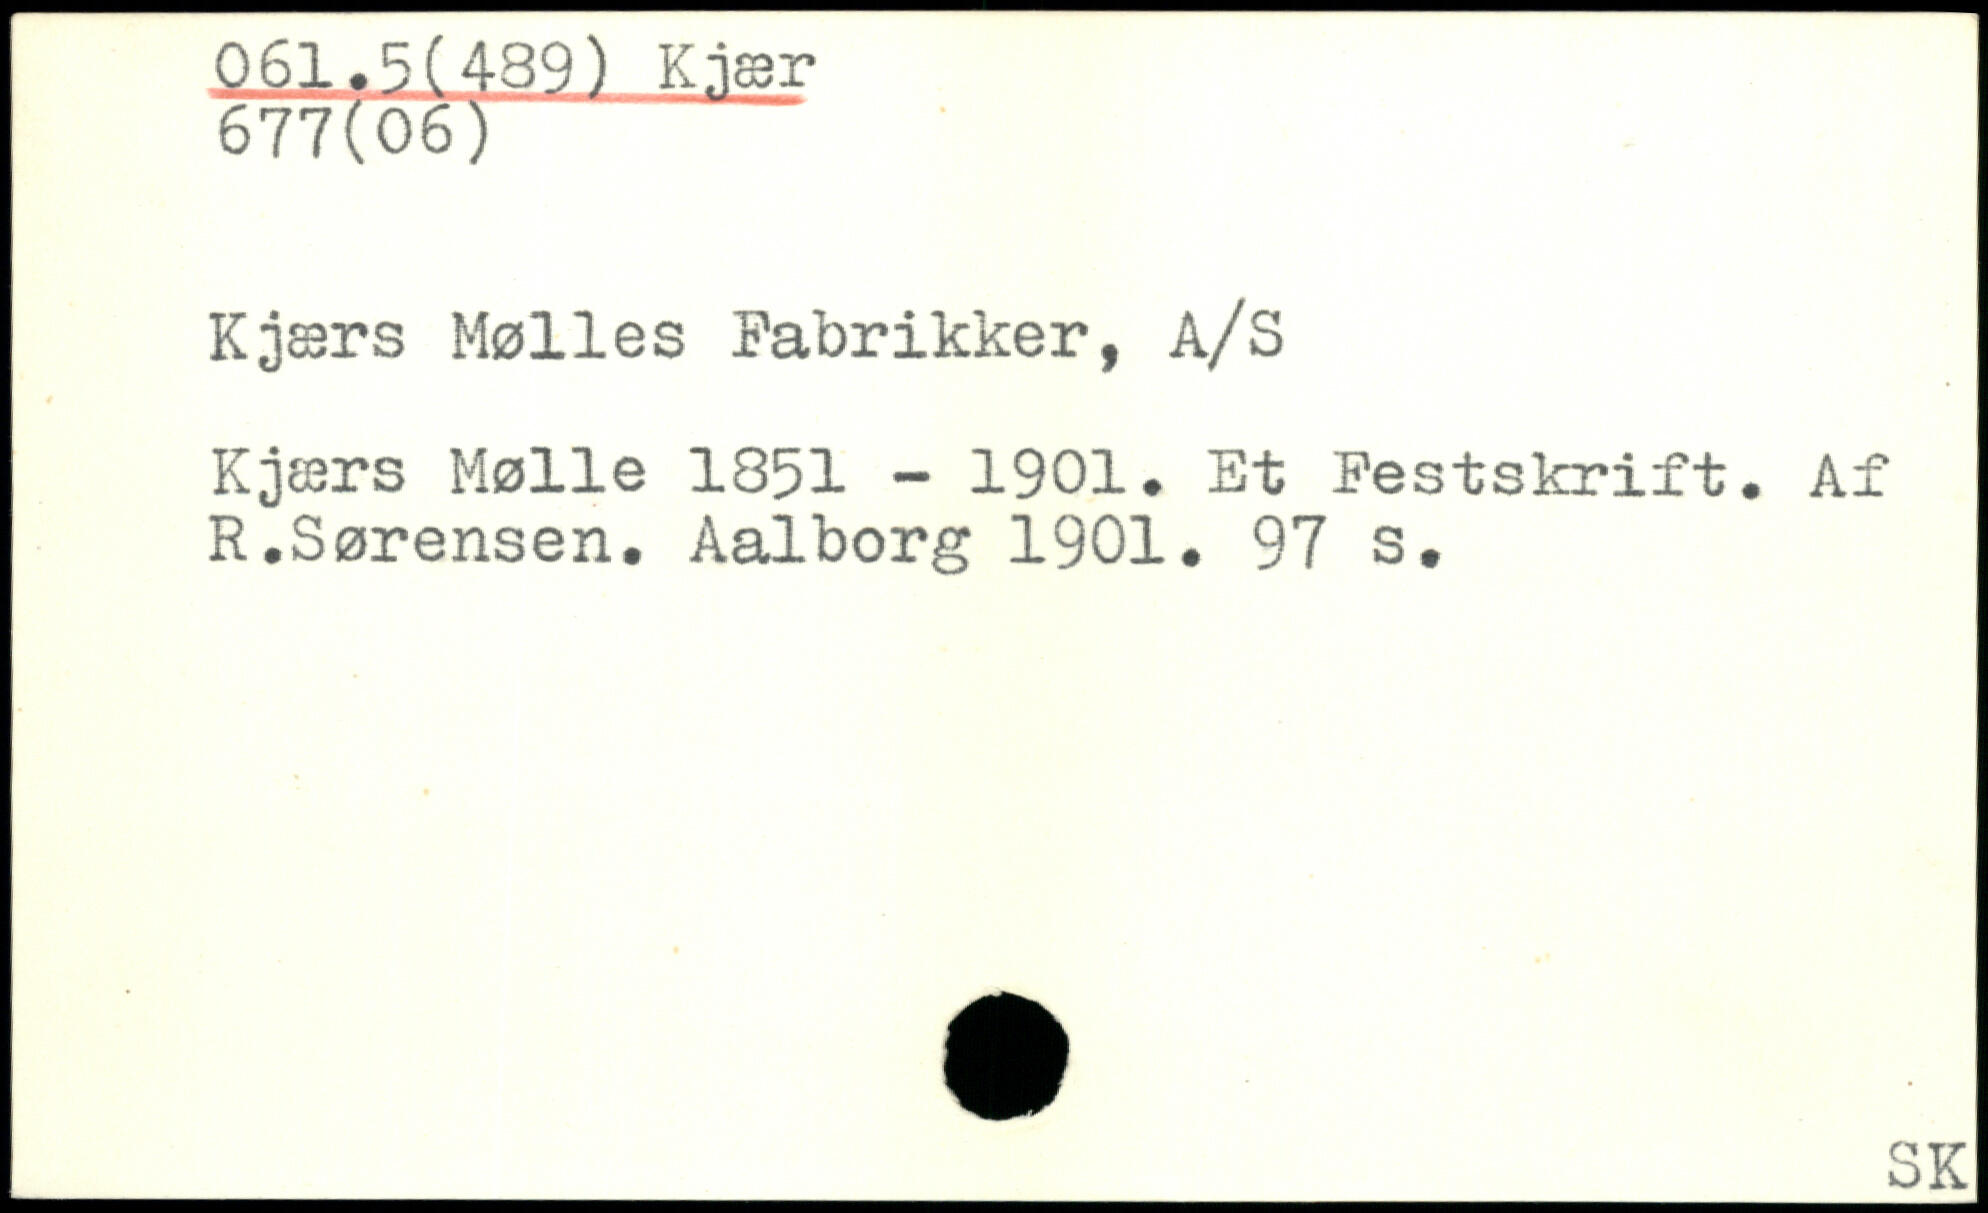 061.5(489) Kjær
677(06)
Kjærs Mølles Fabrikker, A/S
Kjærs Mølle 1851 - 1901. Et Festskrift. Af
R.Sørensen. Aalborg 1901. 97 s.
SK